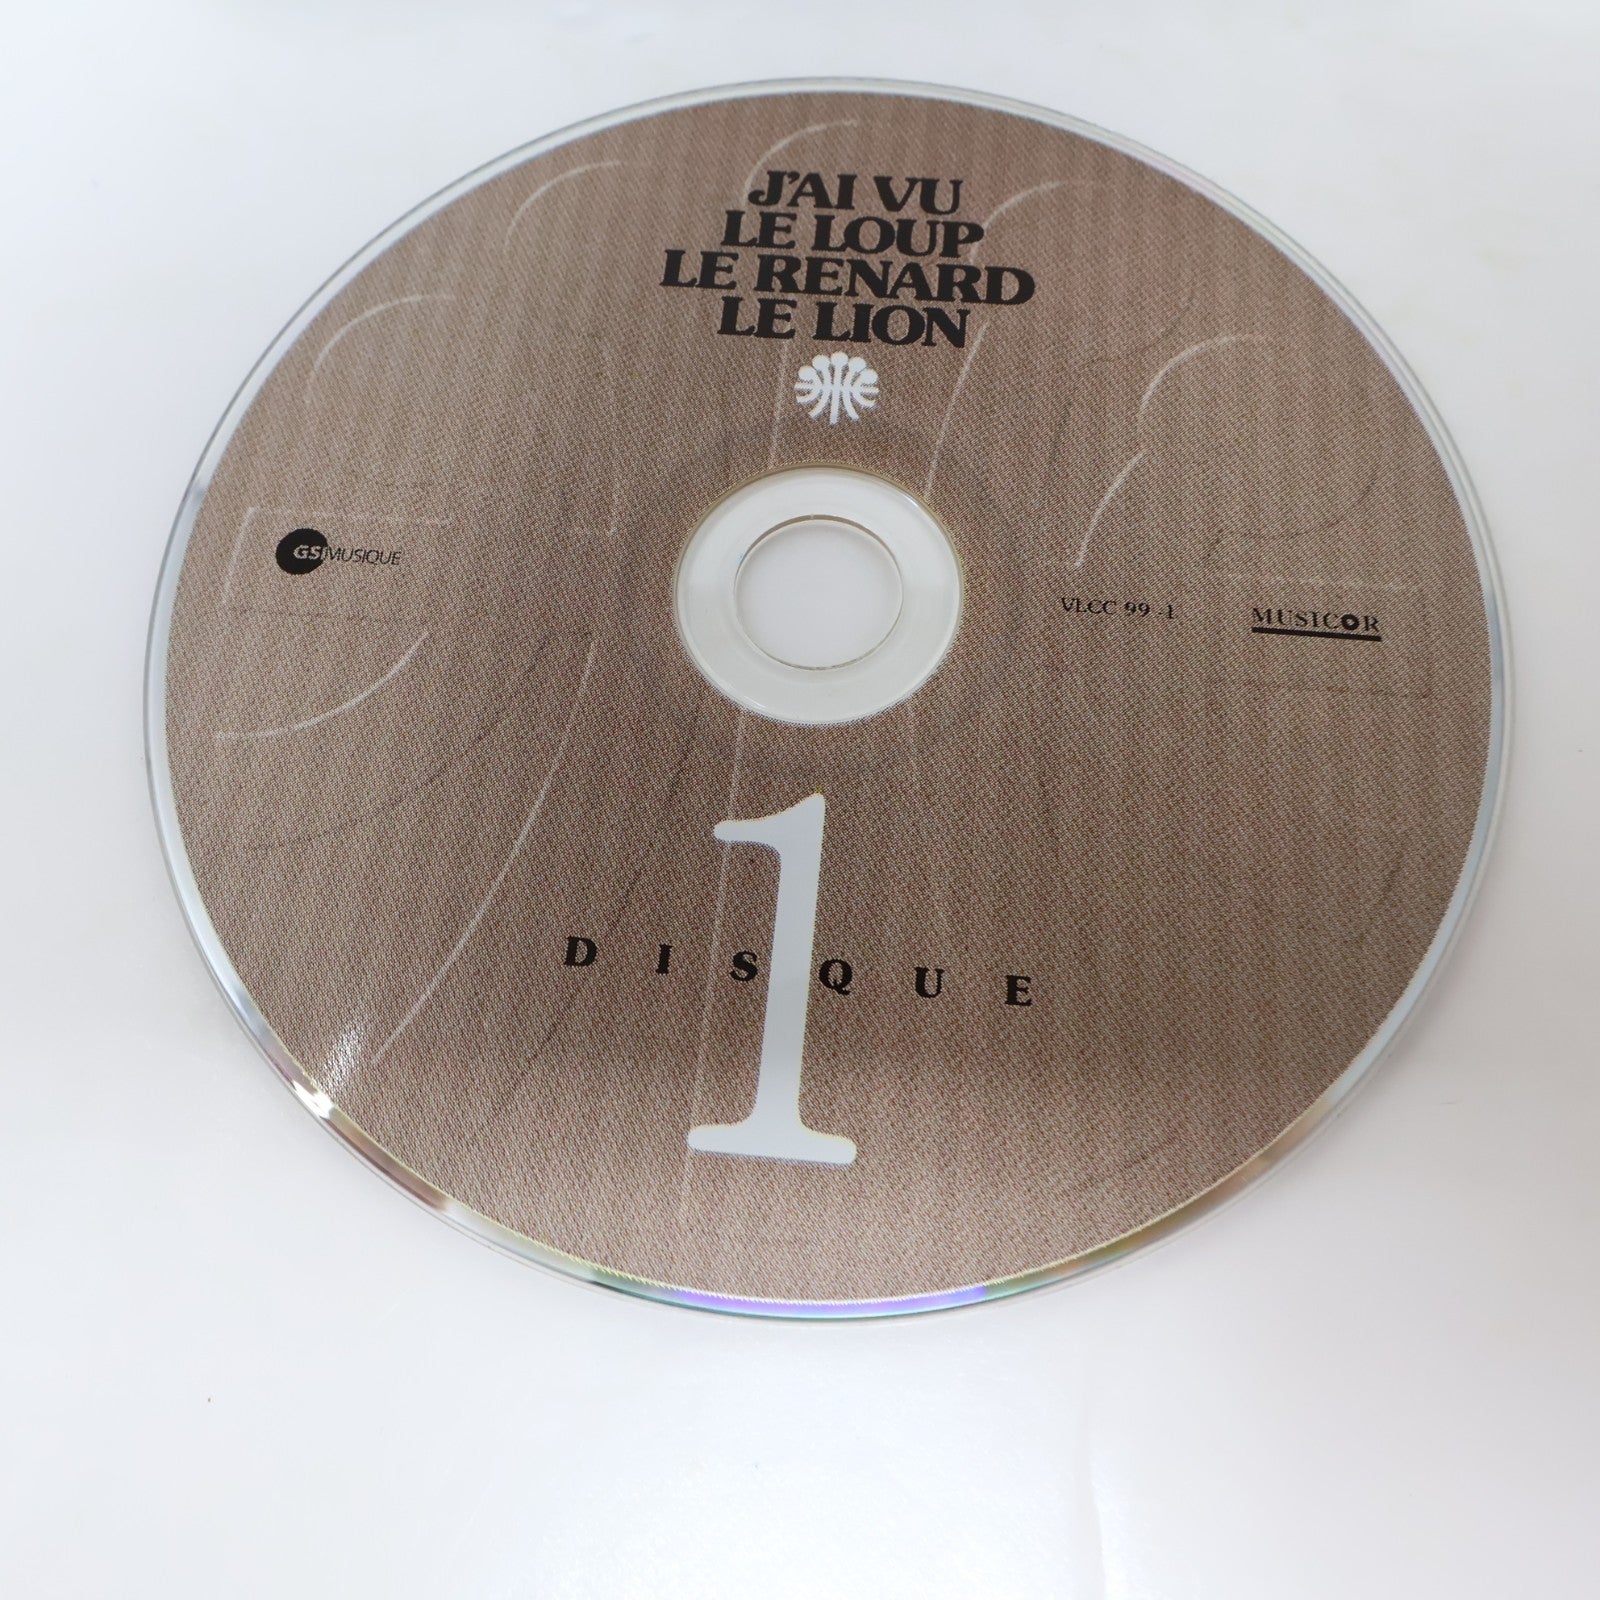 J'AI VU
LE LOUP
LE RENARD
LE LION
GSI MUSIQUE
VLCC 99 -1
MUSICOR
1
DISQUE